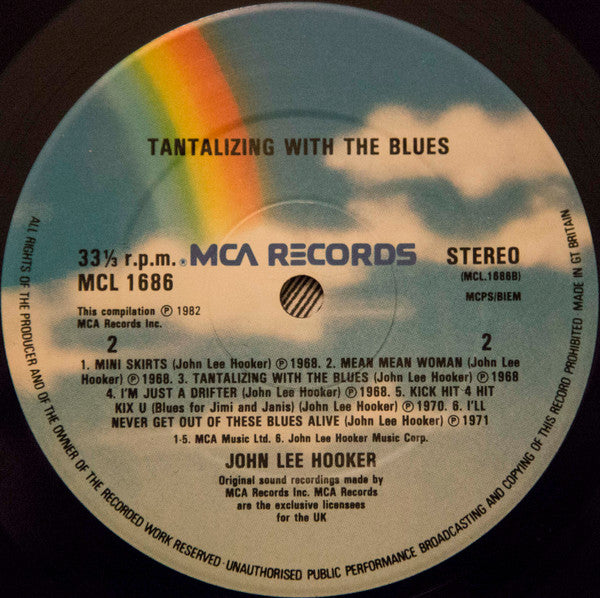 TANTALIZING WITH THE BLUES
33⅓ r.p.m. MCA RECORDS STEREO
MCL 1686 (MCL.1686B)
MCPS/BIEM
This compilation ℗ 1982
MCA Records Inc.
2 2
1. MINI SKIRTS (John Lee Hooker) ℗ 1968. 2. MEAN MEAN WOMAN (John Lee
Hooker) ℗ 1968. 3. TANTALIZING WITH THE BLUES (John Lee Hooker) ℗ 1968
4. I'M JUST A DRIFTER (John Lee Hooker) ℗ 1968. 5. KICK HIT 4 HIT
KIX U (Blues for Jimi and Janis) (John Lee Hooker) ℗ 1970. 6. I'LL
NEVER GET OUT OF THESE BLUES ALIVE (John Lee Hooker) ℗ 1971
1-5. MCA Music Ltd. 6. John Lee Hooker Music Corp.
JOHN LEE HOOKER
Original sound recordings made by
MCA Records Inc. MCA Records
are the exclusive licensees
for the UK
ALL RIGHTS OF THE PRODUCER AND OF THE OWNER OF THE RECORDED WORK RESERVED · UNAUTHORISED PUBLIC PERFORMANCE BROADCASTING AND COPYING OF THIS RECORD PROHIBITED · MADE IN GT BRITAIN